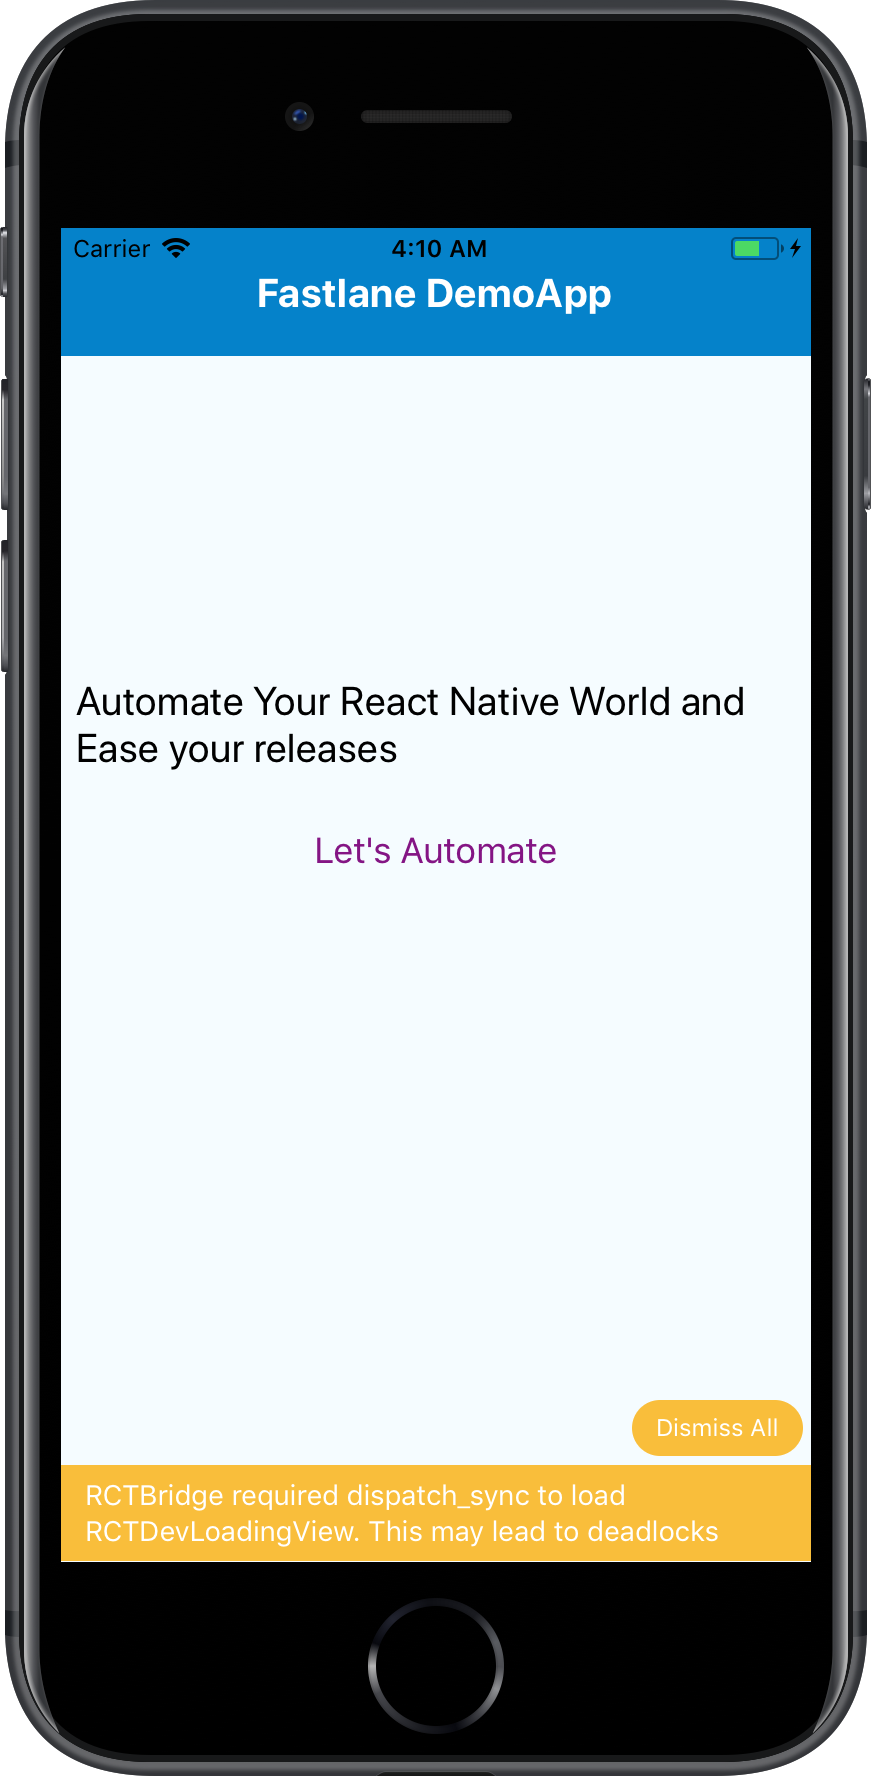 Carrier 4:10 AM
Fastlane DemoApp
Automate Your React Native World and
Ease your releases
Let's Automate
Dismiss All
RCTBridge required dispatch_sync to load
RCTDevLoadingView. This may lead to deadlocks